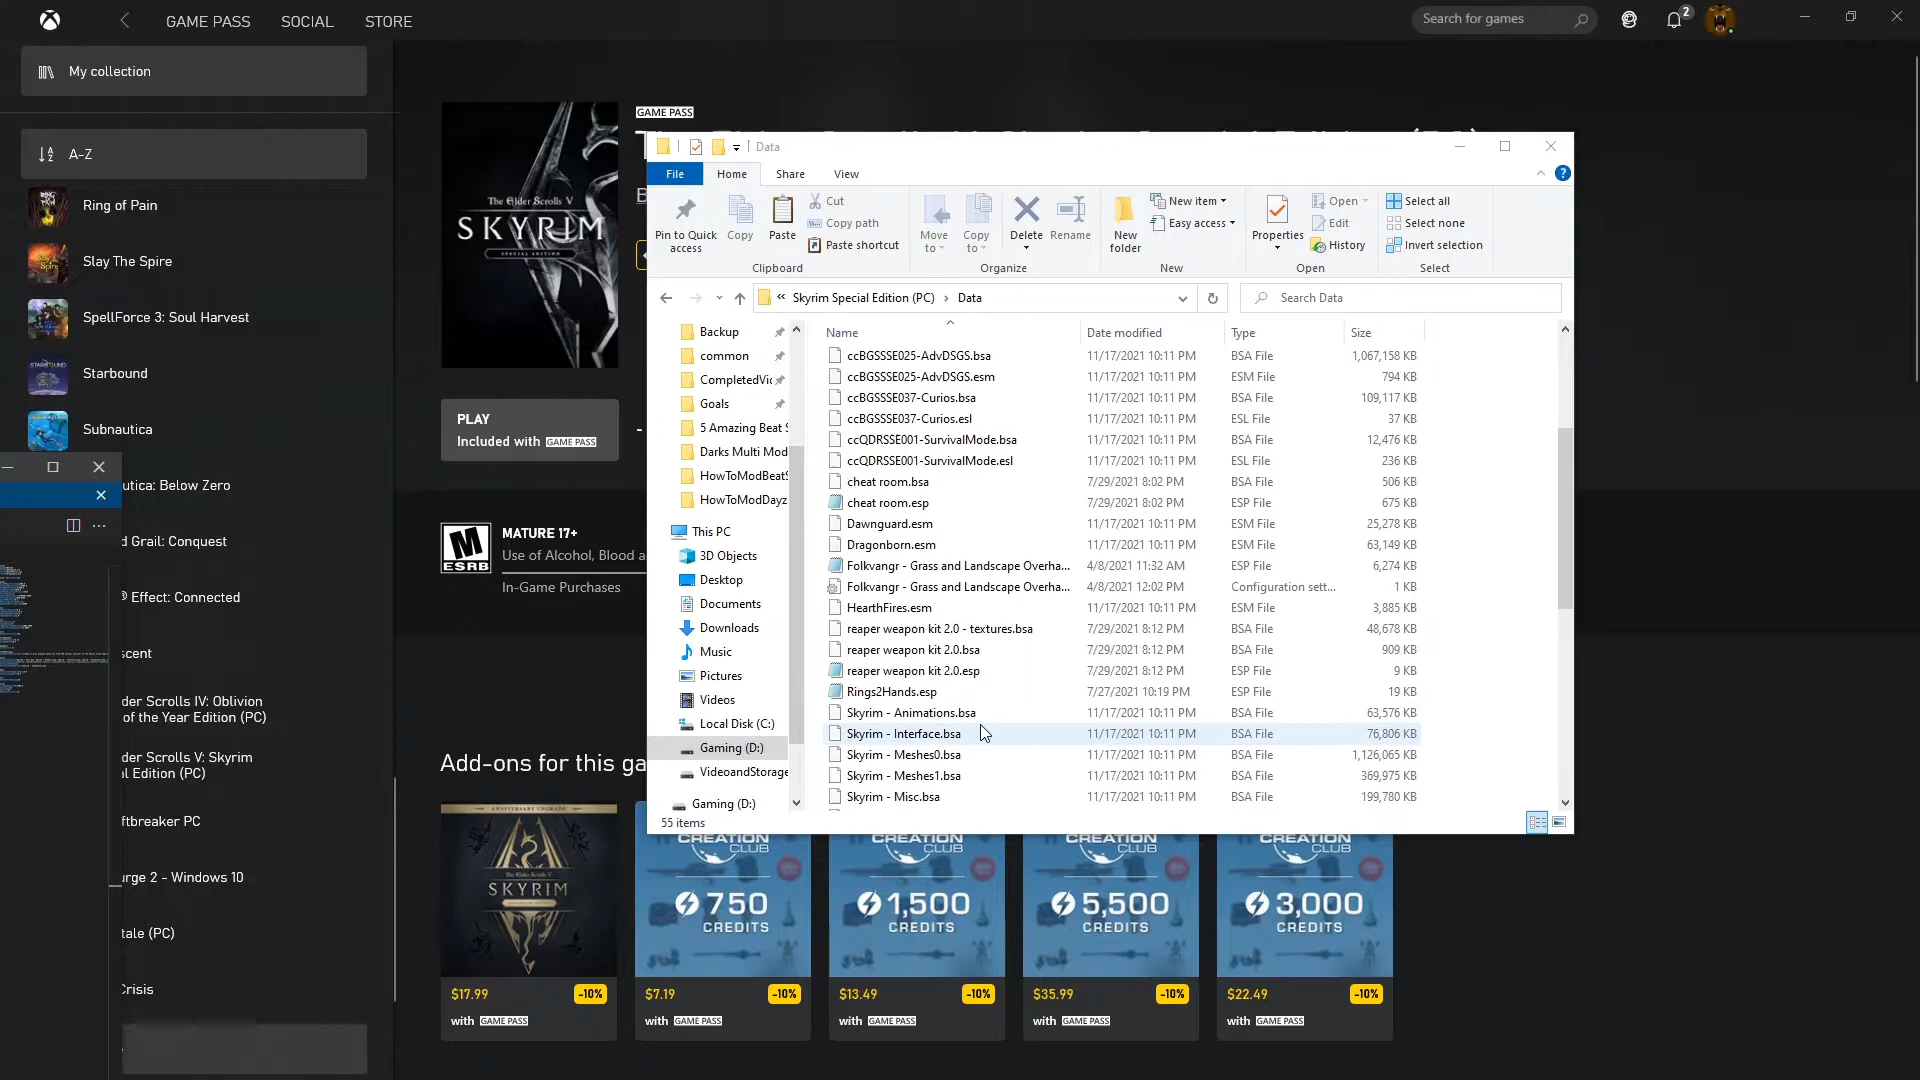 GAME PASS
SOCIAL
STORE
Search for games
2
My collection
A-Z
Ring of Pain
Slay The Spire
SpellForce 3: Soul Harvest
Starbound
Subnautica
utica: Below Zero
d Grail: Conquest
Effect: Connected
scent
der Scrolls IV: Oblivion
of the Year Edition (PC)
der Scrolls V: Skyrim
l Edition (PC)
ftbreaker PC
urge 2 - Windows 10
tale (PC)
Crisis
GAME PASS
The Elder Scrolls V
SKYRIM
SPECIAL EDITION
PLAY
Included with GAME PASS
M
ESRB
MATURE 17+
Use of Alcohol, Blood a
In-Game Purchases
Data
File
Home
Share
View
Pin to Quick
access
Copy
Paste
Cut
Copy path
Paste shortcut
Clipboard
Move
to
Copy
to
Delete
Rename
Organize
New
folder
New item
Easy access
New
Properties
Open
Edit
History
Open
Select all
Select none
Invert selection
Select
« Skyrim Special Edition (PC) › Data
Search Data
Backup
common
CompletedVi
Goals
5 Amazing Beat S
Darks Multi Mod
HowToModBeatS
HowToModDayz
This PC
3D Objects
Desktop
Documents
Downloads
Music
Pictures
Videos
Local Disk (C:)
Gaming (D:)
VideoandStorage
Gaming (D:)
Name Date modified Type Size
ccBGSSSE025-AdvDSGS.bsa 11/17/2021 10:11 PM BSA File 1,067,158 KB
ccBGSSSE025-AdvDSGS.esm 11/17/2021 10:11 PM ESM File 794 KB
ccBGSSSE037-Curios.bsa 11/17/2021 10:11 PM BSA File 109,117 KB
ccBGSSSE037-Curios.esl 11/17/2021 10:11 PM ESL File 37 KB
ccQDRSSE001-SurvivalMode.bsa 11/17/2021 10:11 PM BSA File 12,476 KB
ccQDRSSE001-SurvivalMode.esl 11/17/2021 10:11 PM ESL File 236 KB
cheat room.bsa 7/29/2021 8:02 PM BSA File 506 KB
cheat room.esp 7/29/2021 8:02 PM ESP File 675 KB
Dawnguard.esm 11/17/2021 10:11 PM ESM File 25,278 KB
Dragonborn.esm 11/17/2021 10:11 PM ESM File 63,149 KB
Folkvangr - Grass and Landscape Overha... 4/8/2021 11:32 AM ESP File 6,274 KB
Folkvangr - Grass and Landscape Overha... 4/8/2021 12:02 PM Configuration sett... 1 KB
HearthFires.esm 11/17/2021 10:11 PM ESM File 3,885 KB
reaper weapon kit 2.0 - textures.bsa 7/29/2021 8:12 PM BSA File 48,678 KB
reaper weapon kit 2.0.bsa 7/29/2021 8:12 PM BSA File 909 KB
reaper weapon kit 2.0.esp 7/29/2021 8:12 PM ESP File 9 KB
Rings2Hands.esp 7/27/2021 10:19 PM ESP File 19 KB
Skyrim - Animations.bsa 11/17/2021 10:11 PM BSA File 63,576 KB
Skyrim - Interface.bsa 11/17/2021 10:11 PM BSA File 76,806 KB
Skyrim - Meshes0.bsa 11/17/2021 10:11 PM BSA File 1,126,065 KB
Skyrim - Meshes1.bsa 11/17/2021 10:11 PM BSA File 369,975 KB
Skyrim - Misc.bsa 11/17/2021 10:11 PM BSA File 199,780 KB
55 items
Add-ons for this ga
ANNIVERSARY UPGRADE
The Elder Scrolls V
SKYRIM
$17.99 -10%
with GAME PASS
CREATION
CLUB
750
CREDITS
$7.19 -10%
with GAME PASS
CREATION
CLUB
1,500
CREDITS
$13.49 -10%
with GAME PASS
CREATION
CLUB
5,500
CREDITS
$35.99 -10%
with GAME PASS
CREATION
CLUB
3,000
CREDITS
$22.49 -10%
with GAME PASS